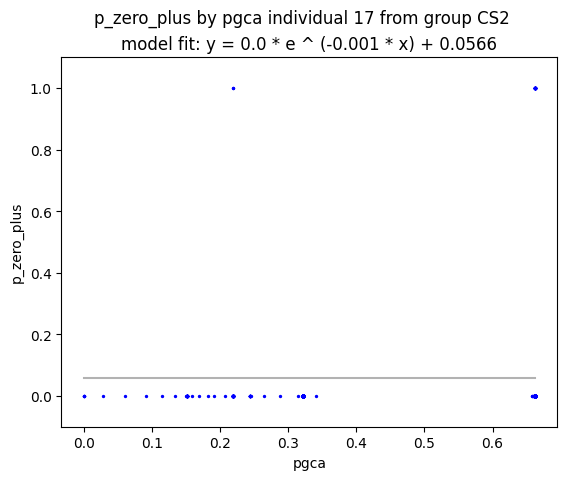 p_zero_plus by pgca individual 17 from group CS2
model fit: y = 0.0 * e ^ (-0.001 * x) + 0.0566
1.0
0.8
0.6
0.4
0.2
0.0
p_zero_plus
0.0 0.1 0.2 0.3 0.4 0.5 0.6
pgca